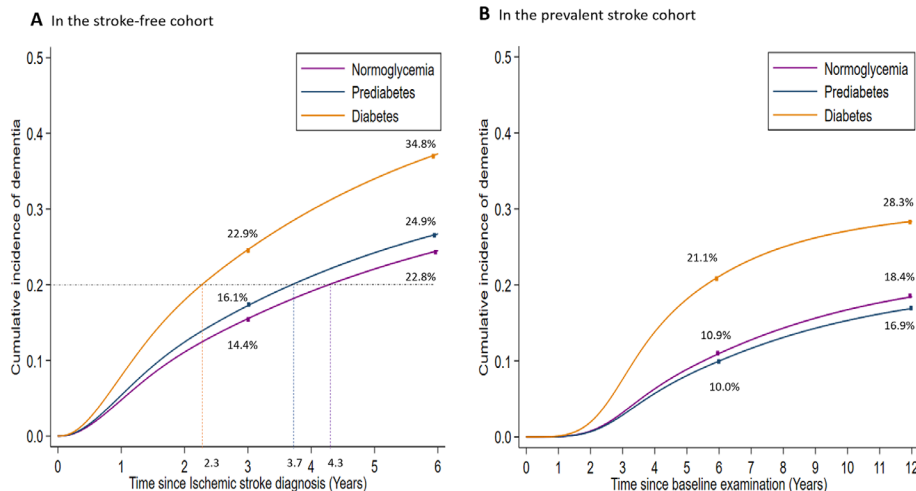 A In the stroke-free cohort
Cumulative incidence of dementia
0.5
0.4
0.3
0.2
0.1
0.0
Normoglycemia
Prediabetes
Diabetes
34.8%
22.9%
24.9%
16.1%
22.8%
14.4%
0 1 2 3 4 5 6
2.3 3.7 4.3
Time since Ischemic stroke diagnosis (Years)
B In the prevalent stroke cohort
Cumulative incidence of dementia
0.5
0.4
0.3
0.2
0.1
0.0
Normoglycemia
Prediabetes
Diabetes
28.3%
21.1%
18.4%
10.9%
16.9%
10.0%
0 1 2 3 4 5 6 7 8 9 10 11 12
Time since baseline examination (Years)